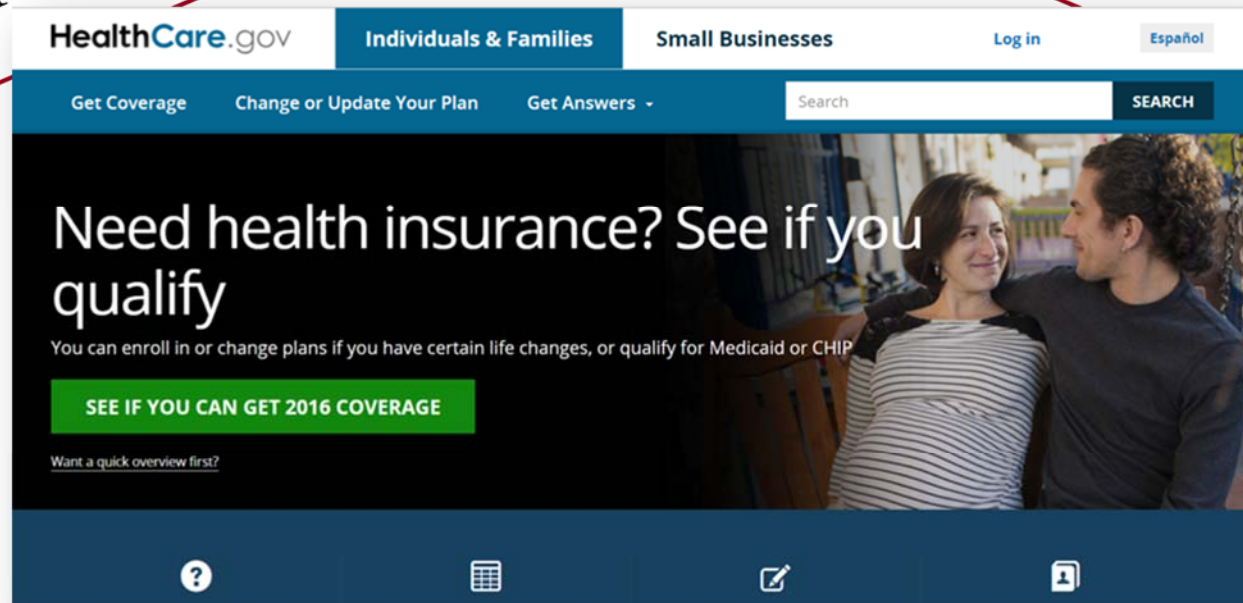 HealthCare.gov Individuals & Families Small Businesses Log in Español
Get Coverage Change or Update Your Plan Get Answers Search SEARCH
Need health insurance? See if you
qualify
You can enroll in or change plans if you have certain life changes, or qualify for Medicaid or CHIP
SEE IF YOU CAN GET 2016 COVERAGE
Want a quick overview first?